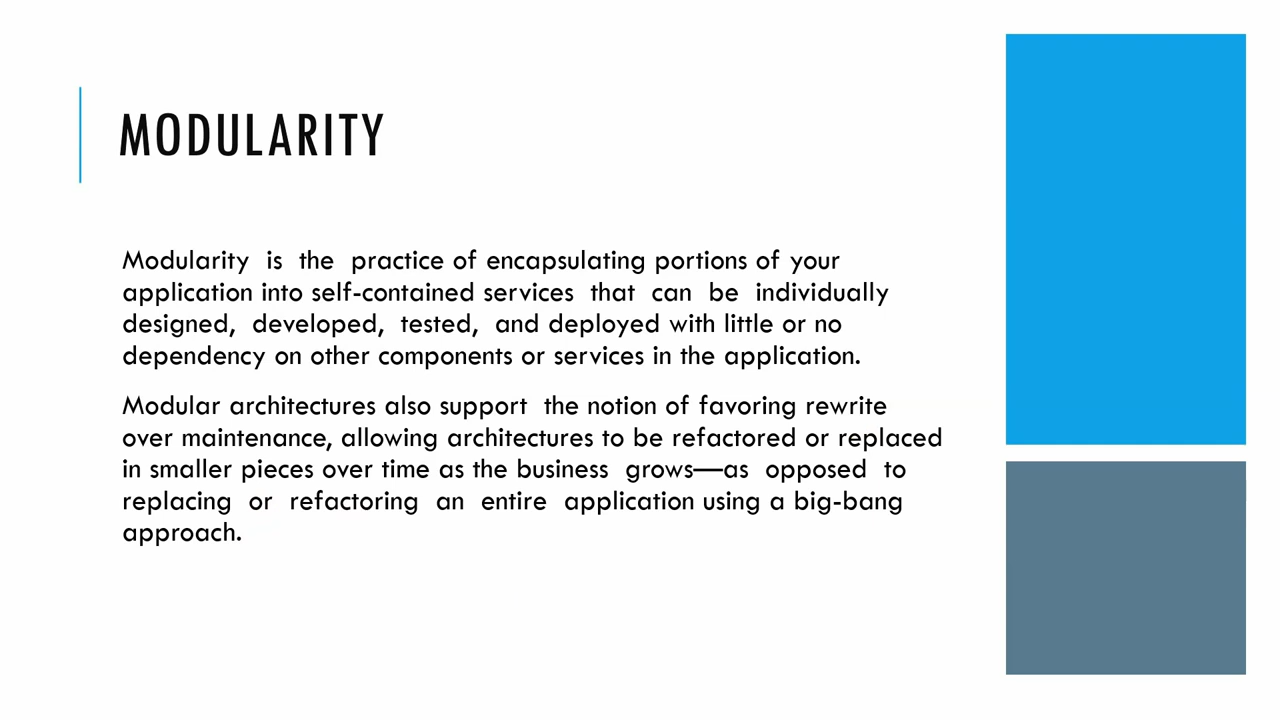 MODULARITY
Modularity is the practice of encapsulating portions of your
application into self-contained services that can be individually
designed, developed, tested, and deployed with little or no
dependency on other components or services in the application.
Modular architectures also support the notion of favoring rewrite
over maintenance, allowing architectures to be refactored or replaced
in smaller pieces over time as the business grows—as opposed to
replacing or refactoring an entire application using a big-bang
approach.